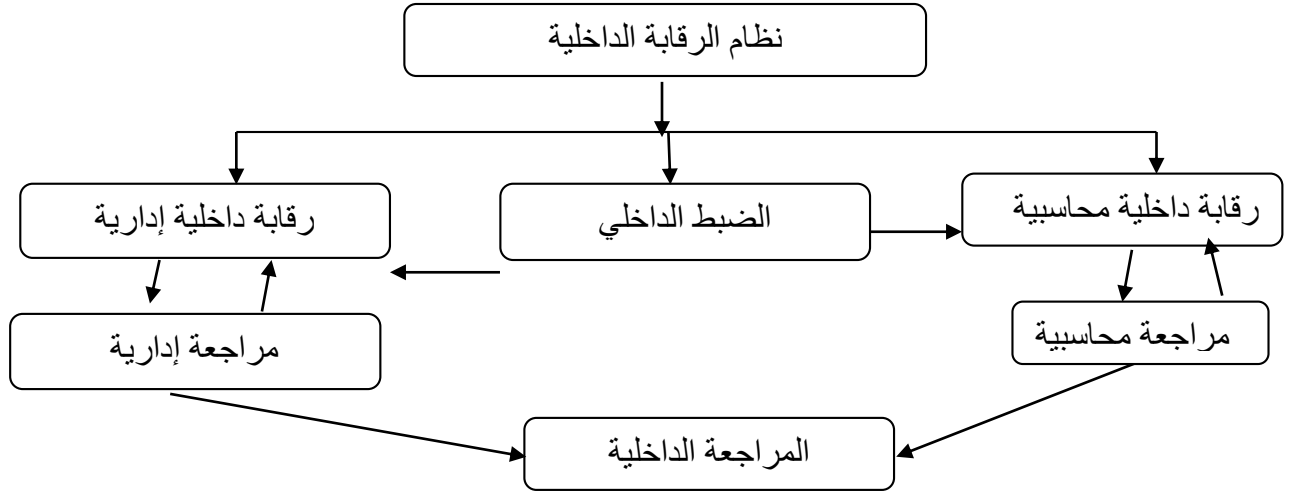 نظام الرقابة الداخلية
رقابة داخلية محاسبية
الضبط الداخلي
رقابة داخلية إدارية
مراجعة محاسبية
مراجعة إدارية
المراجعة الداخلية